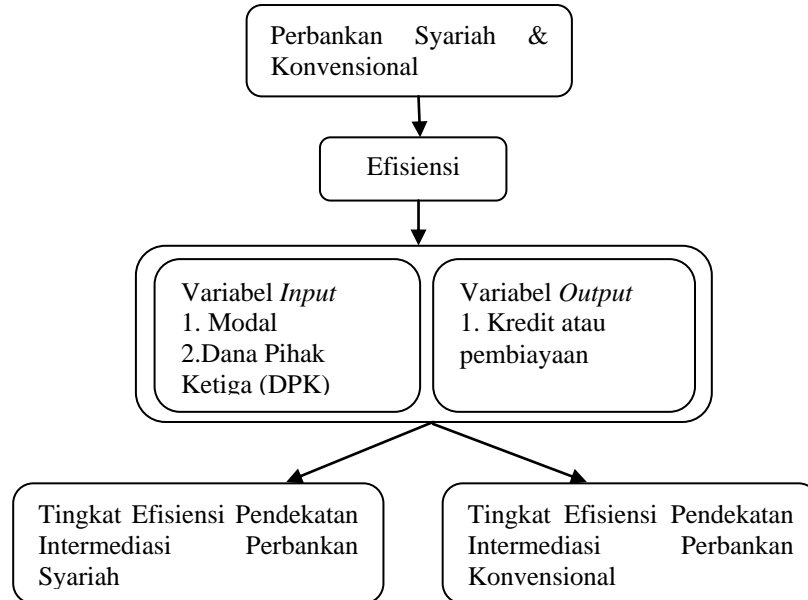 Perbankan Syariah &
Konvensional
Efisiensi
Variabel Input
1. Modal
2.Dana Pihak
Ketiga (DPK)
Variabel Output
1. Kredit atau
pembiayaan
Tingkat Efisiensi Pendekatan
Intermediasi Perbankan
Syariah
Tingkat Efisiensi Pendekatan
Intermediasi Perbankan
Konvensional